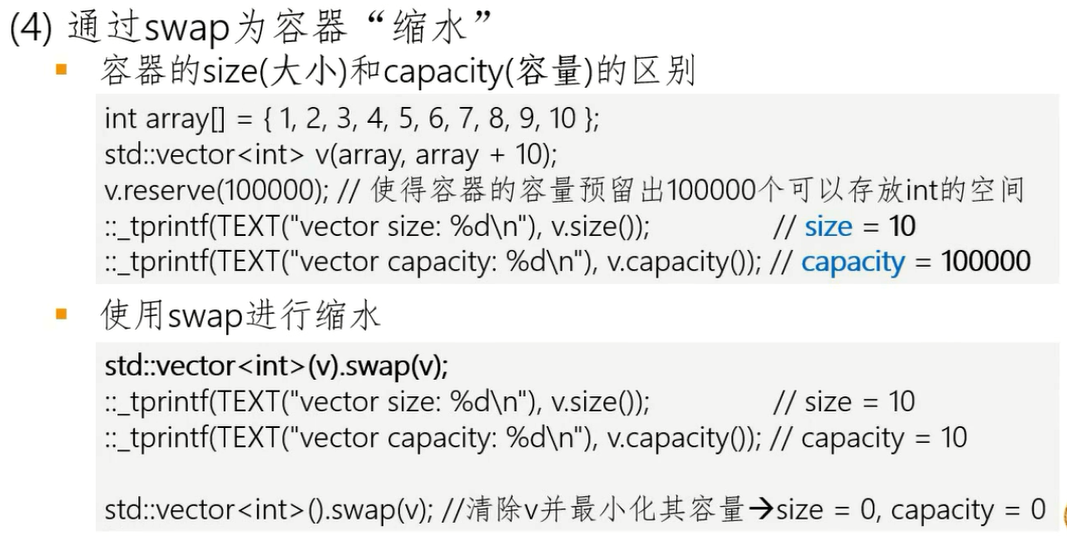 (4) 通过swap为容器“缩水”
▪ 容器的size(大小)和capacity(容量)的区别
int array[] = { 1, 2, 3, 4, 5, 6, 7, 8, 9, 10 };
std::vector<int> v(array, array + 10);
v.reserve(100000); // 使得容器的容量预留出100000个可以存放int的空间
::_tprintf(TEXT("vector size: %d\n"), v.size()); // size = 10
::_tprintf(TEXT("vector capacity: %d\n"), v.capacity()); // capacity = 100000
▪ 使用swap进行缩水
std::vector<int>(v).swap(v);
::_tprintf(TEXT("vector size: %d\n"), v.size()); // size = 10
::_tprintf(TEXT("vector capacity: %d\n"), v.capacity()); // capacity = 10
std::vector<int>().swap(v); //清除v并最小化其容量→size = 0, capacity = 0